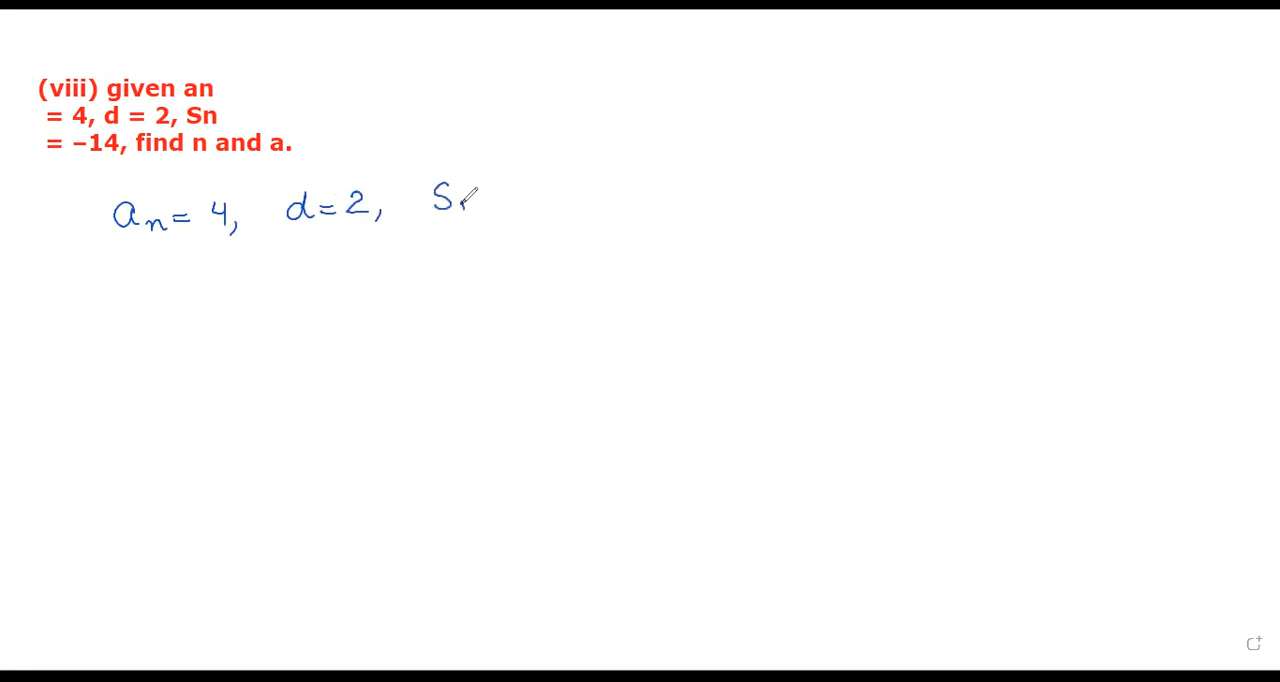 (viii) given an
= 4, d = 2, Sn
= –14, find n and a.
an = 4, d = 2, S